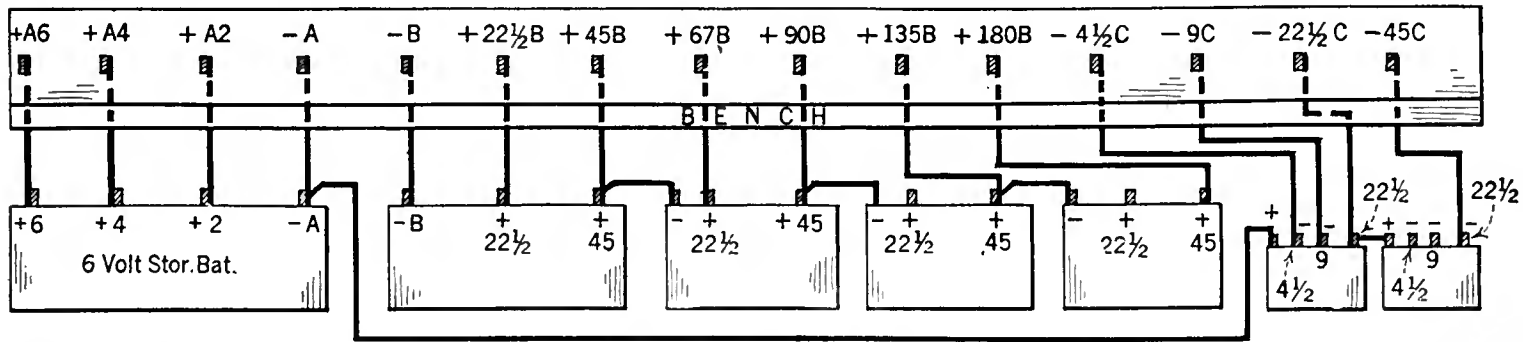 +A6 +A4 +A2 -A -B +22½B +45B +67B +90B +135B +180B -4½C -9C -22½C -45C
BENCH
+6 +4 +2 -A -B + 22½ + 45 - + 22½ +45 - + 22½ + 45 - + 22½ + 45 + - - 22½ + - - - 22½
6 Volt Stor.Bat.
9 4½ 9 4½